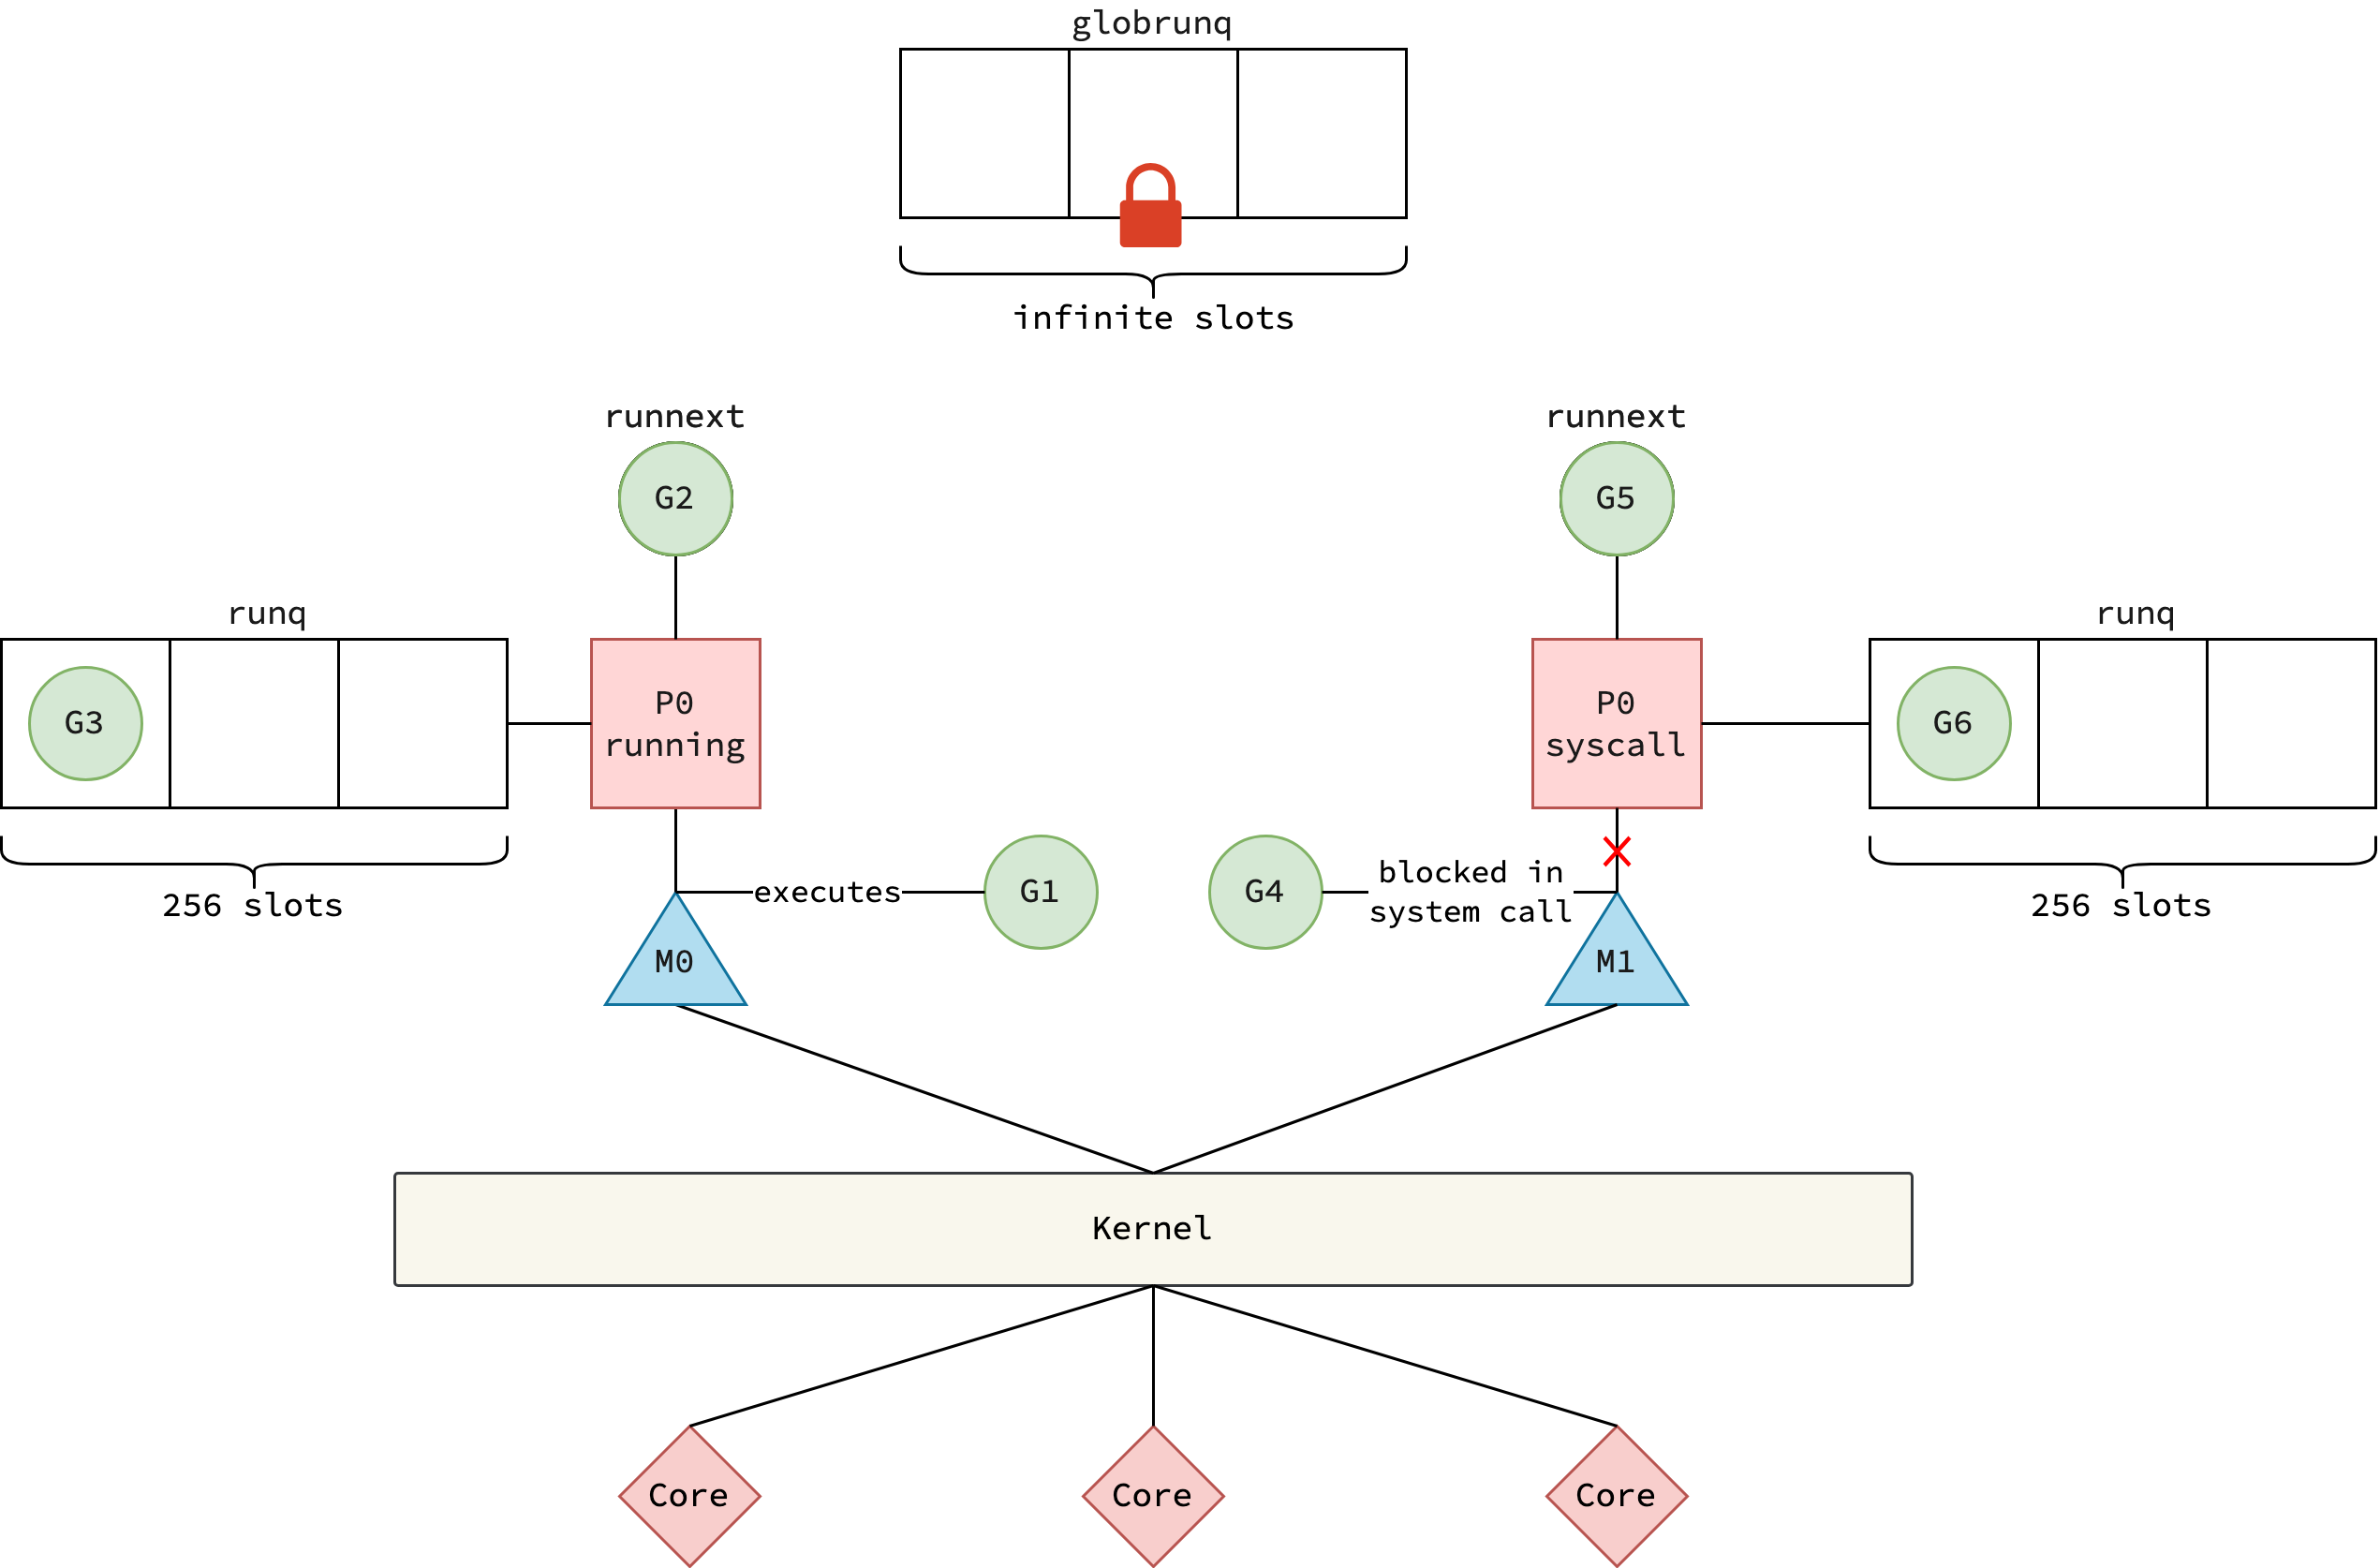 globrunq
infinite slots
runnext
runnext
G2
G5
runq
runq
G3
P0
running
P0
syscall
G6
256 slots
executes
G1
G4
blocked in
system call
256 slots
M0
M1
Kernel
Core
Core
Core